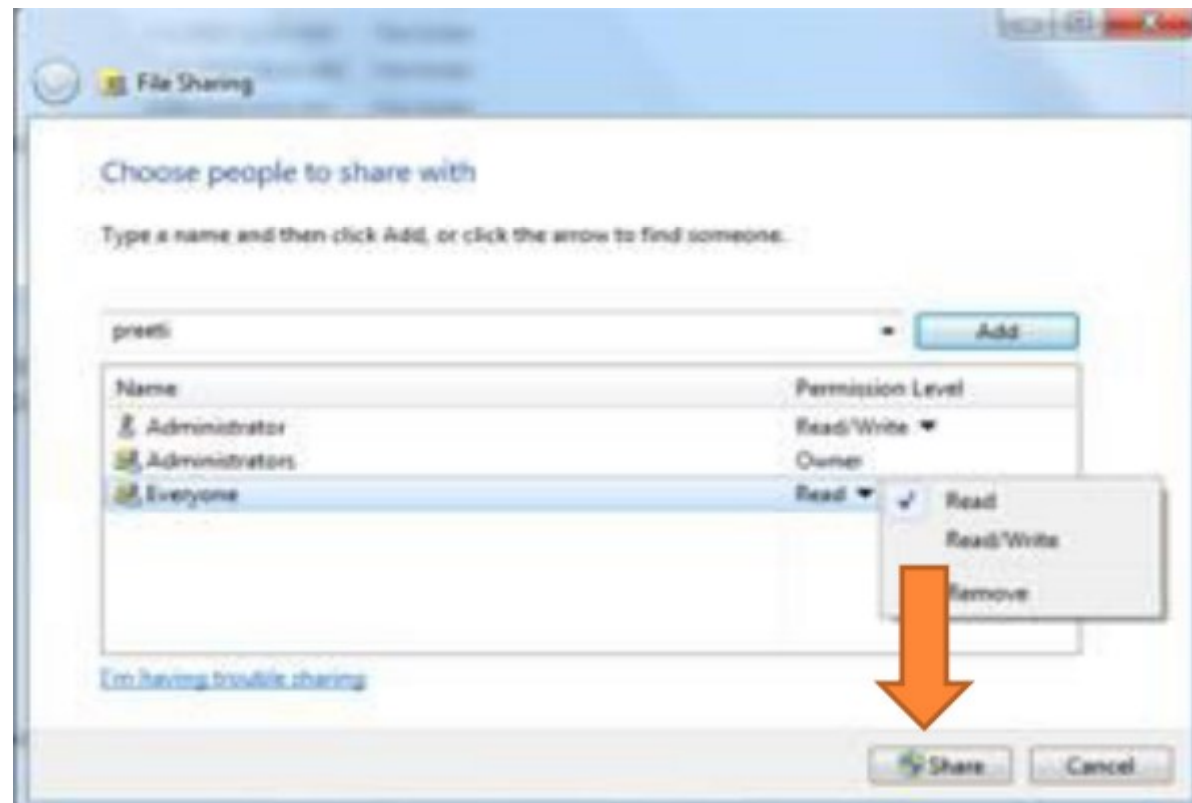 File Sharing
Choose people to share with
Type a name and then click Add, or click the arrow to find someone.
preeti
Add
Name Permission Level
Administrator Read/Write
Administrators Owner
Everyone Read
Read
Read/Write
Remove
I'm having trouble sharing
Share Cancel